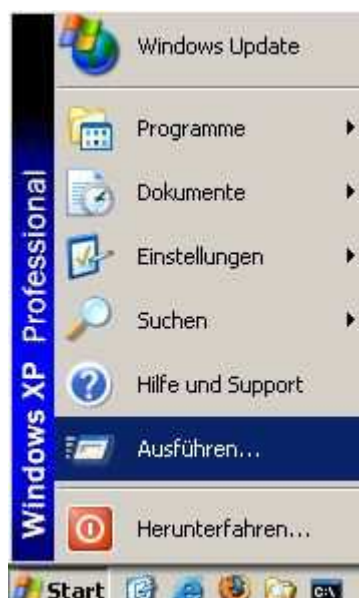 Windows Update
Programme
Dokumente
Einstellungen
Suchen
Hilfe und Support
Ausführen...
Herunterfahren...
Windows XP Professional
Start
C:\